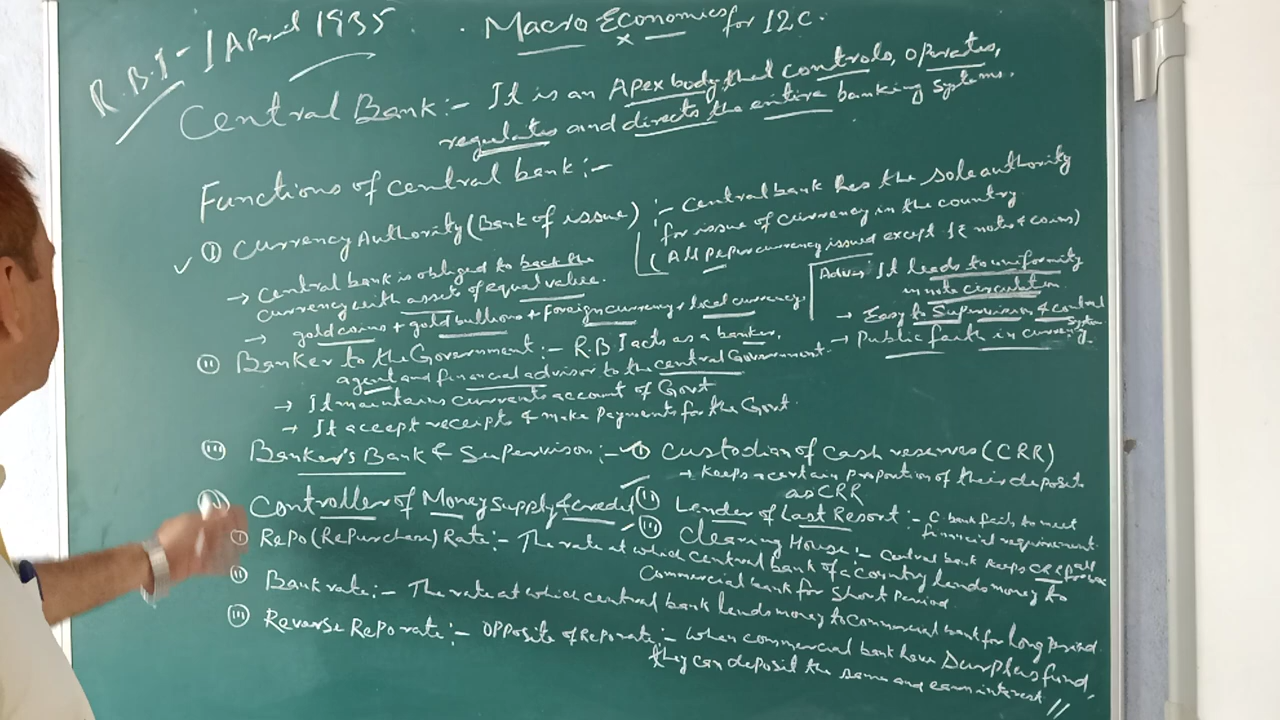 R.B.I - 1 April 1935
Macro Economics for 12C.
Central Bank :- It is an Apex body that controls, operates,
regulates and directs the entire banking systems.
Functions of central bank :-
(I) Currency Authority (Bank of issue) :- Central bank has the sole authority
for issue of currency in the country
(All Paper currency issued except 1₹ note & coins)
→ Central bank is obliged to back the
currency with assets of equal value.
→ gold coins + gold bullions + foreign currency + local currency.
It leads to uniformity
in note circulation
→ Easy to Supervision & control
system
→ Public faith in currency.
(II) Banker to the Government :- R.B.I acts as a banker,
agent and financial advisor to the central Government.
→ It maintains currents account of Govt
→ It accept receipts & make Payments for the Govt.
(III) Banker's Bank & Supervison :- (I) Custodion of Cash reserves (CRR)
→ Keeps a certain proportion of their deposits
as CRR
(II) Lender of Last Resort :- C bank fails to meet
financial requirement.
(III) Clearing House :- Central bank keeps CRR
Controller of Money Supply & credit
(I) Repo (Repurchase) Rate :- The rate at which central bank of a country lends money to
Commercial bank for Short Period
(II) Bank rate :- The rate at which central bank lends money to Commercial bank for long Period.
(III) Reverse Repo rate :- Opposite of Repo rate :- When commercial bank have Surplus fund,
they can deposit the same and earn interest //